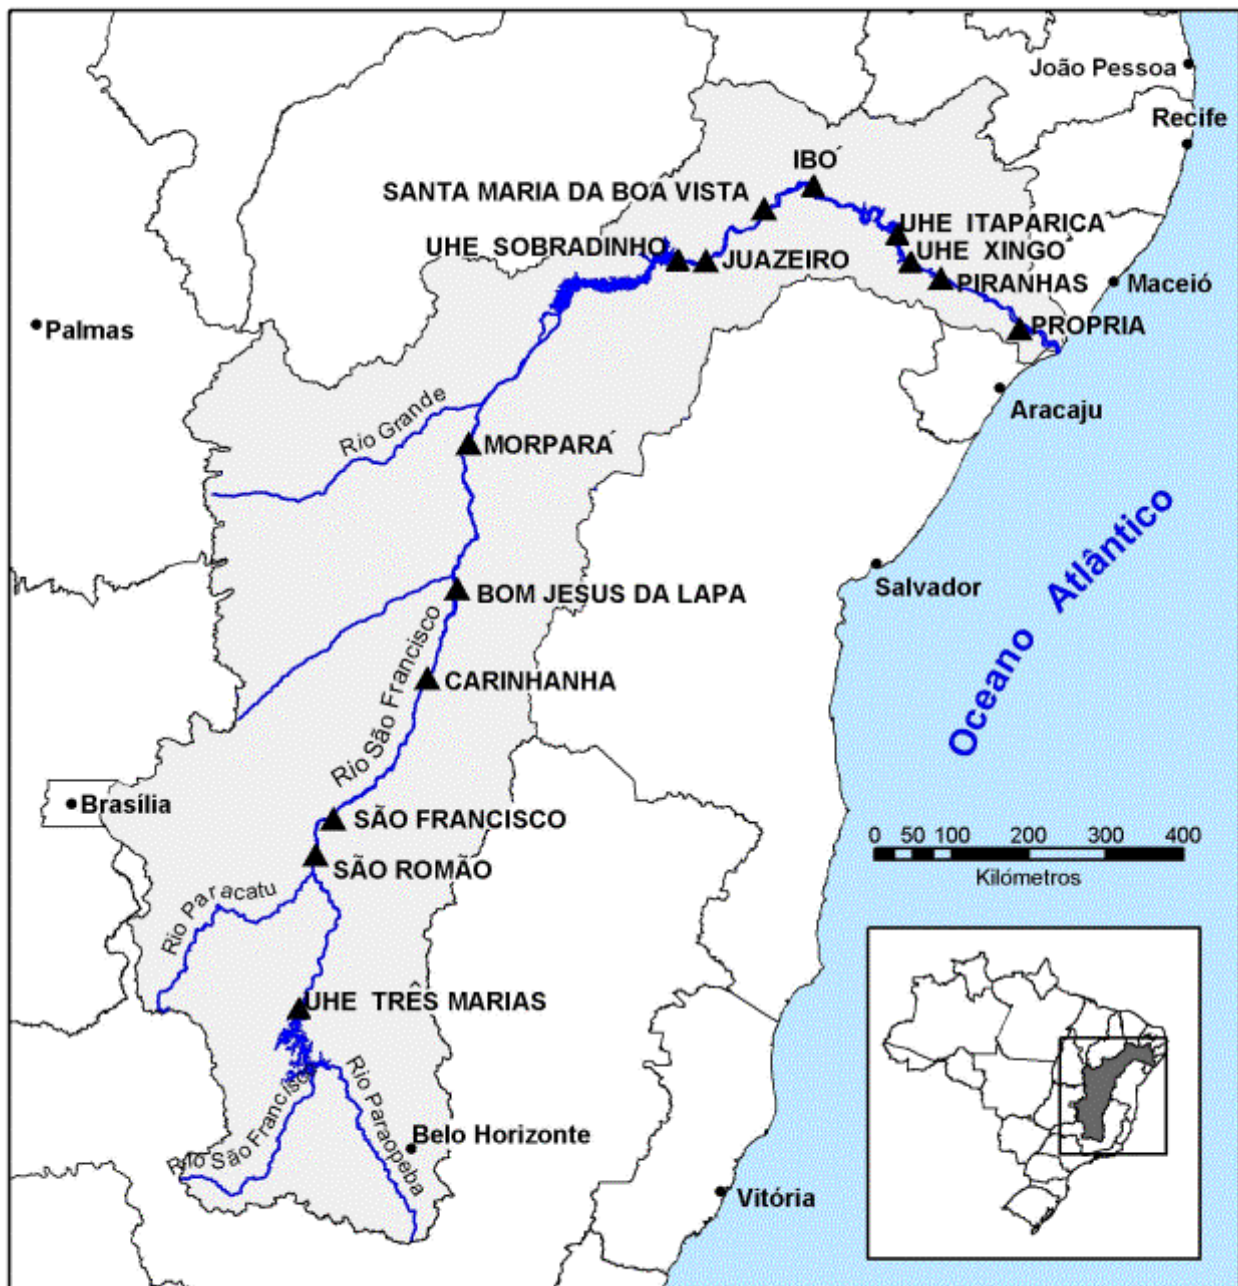 João Pessoa
Recife
IBO´
SANTA MARIA DA BOA VISTA
UHE ITAPARICA´
UHE SOBRADINHO
JUAZEIRO
UHE XINGO´
PIRANHAS
Maceió
Palmas
PROPRIA
Aracaju
Rio Grande
MORPARA´
Oceano Atlântico
Salvador
BOM JESUS DA LAPA
Rio São Francisco
CARINHANHA
Brasília
SÃO FRANCISCO
SÃO ROMÃO
0 50 100 200 300 400
Kilómetros
Rio Paracatu
UHE TRÊS MARIAS
Rio São Francisco
Rio Paraopeba
Belo Horizonte
Vitória